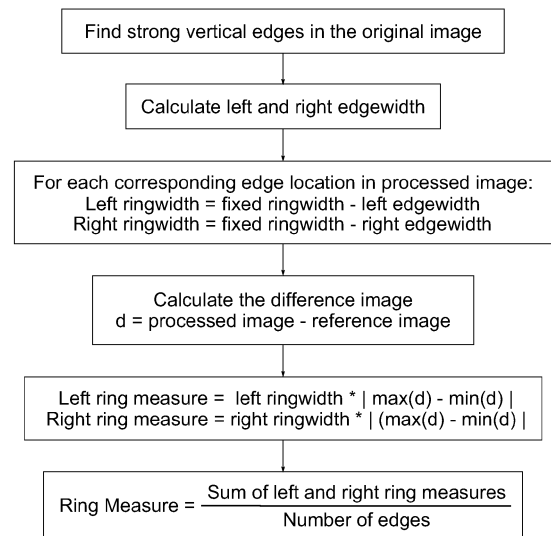 Find strong vertical edges in the original image
Calculate left and right edgewidth
For each corresponding edge location in processed image:
Left ringwidth = fixed ringwidth - left edgewidth
Right ringwidth = fixed ringwidth - right edgewidth
Calculate the difference image
d = processed image - reference image
Left ring measure =  left ringwidth * | max(d) - min(d) |
Right ring measure = right ringwidth * | (max(d) - min(d) |
Ring Measure =
Sum of left and right ring measures
Number of edges